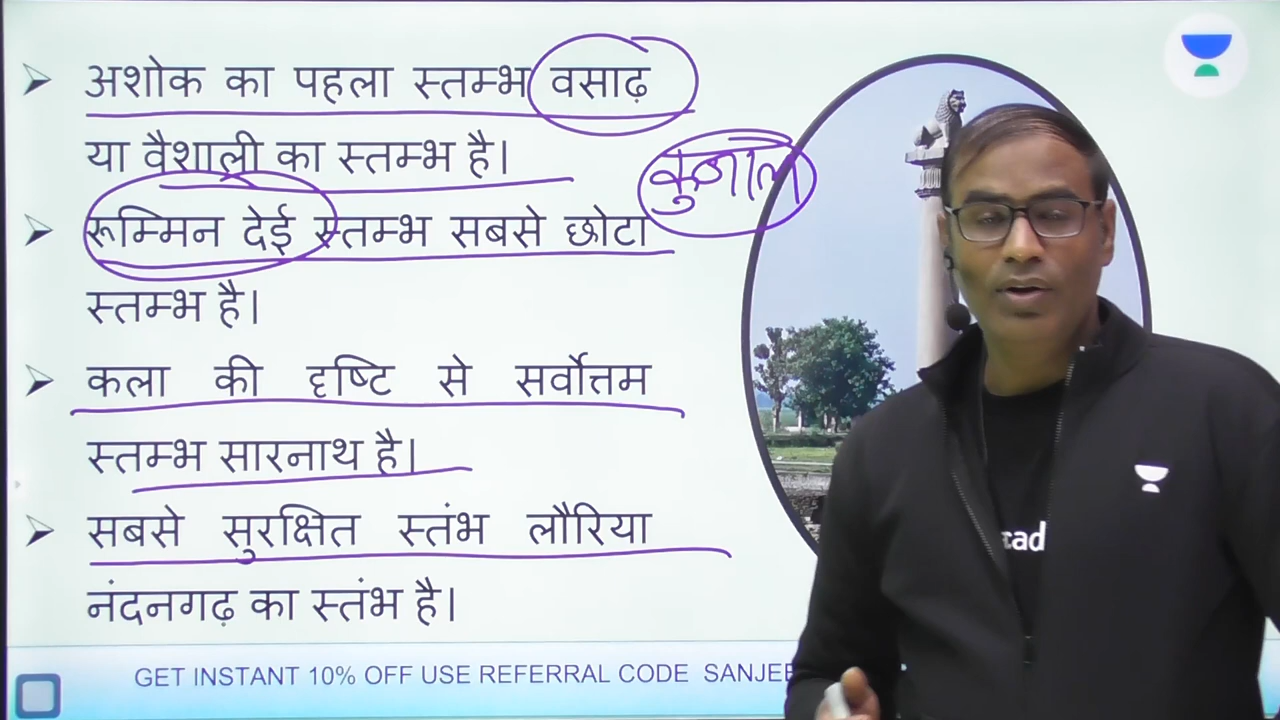 अशोक का पहला स्तम्भ वसाढ़
या वैशाली का स्तम्भ है।
कुणाल
रूम्मिन देई स्तम्भ सबसे छोटा
स्तम्भ है।
कला की दृष्टि से सर्वोत्तम
स्तम्भ सारनाथ है।
सबसे सुरक्षित स्तंभ लौरिया
नंदनगढ़ का स्तंभ है।
GET INSTANT 10% OFF USE REFERRAL CODE SANJEE